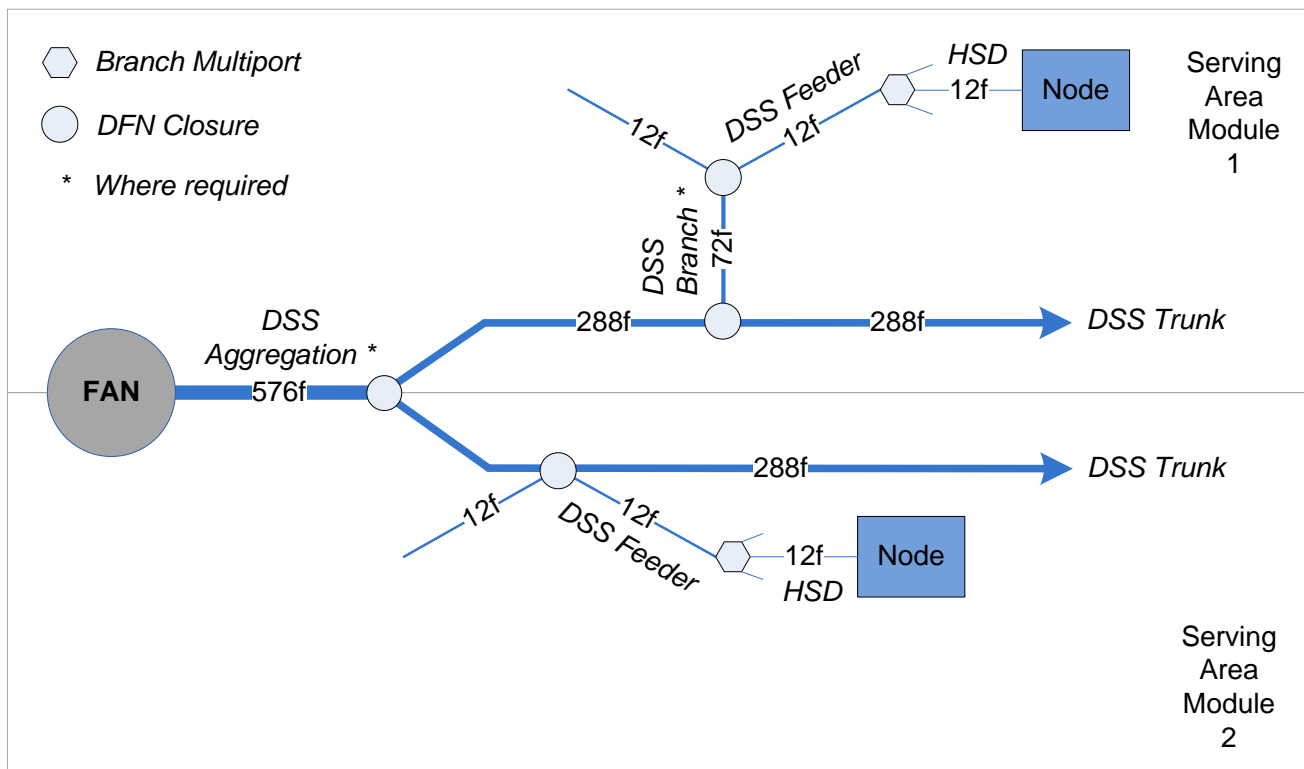 Branch Multiport
DFN Closure
* Where required
HSD
12f
Node
DSS Feeder
12f
12f
Serving
Area
Module
1
DSS
Branch *
72f
288f
288f
DSS Trunk
DSS
Aggregation *
FAN
576f
288f
DSS Trunk
12f
12f
DSS Feeder
12f
HSD
Node
Serving
Area
Module
2